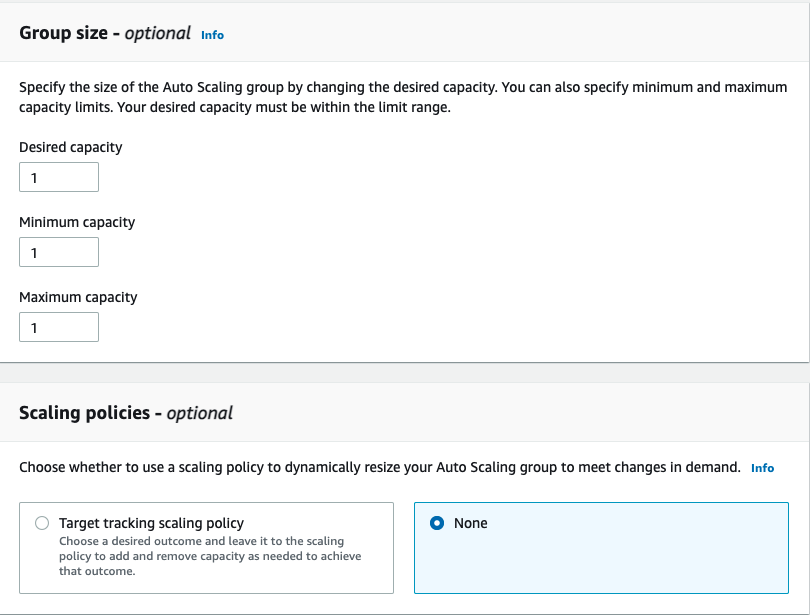 Group size - optional Info
Specify the size of the Auto Scaling group by changing the desired capacity. You can also specify minimum and maximum
capacity limits. Your desired capacity must be within the limit range.
Desired capacity
1
Minimum capacity
1
Maximum capacity
1
Scaling policies - optional
Choose whether to use a scaling policy to dynamically resize your Auto Scaling group to meet changes in demand. Info
Target tracking scaling policy
Choose a desired outcome and leave it to the scaling
policy to add and remove capacity as needed to achieve
that outcome.
None